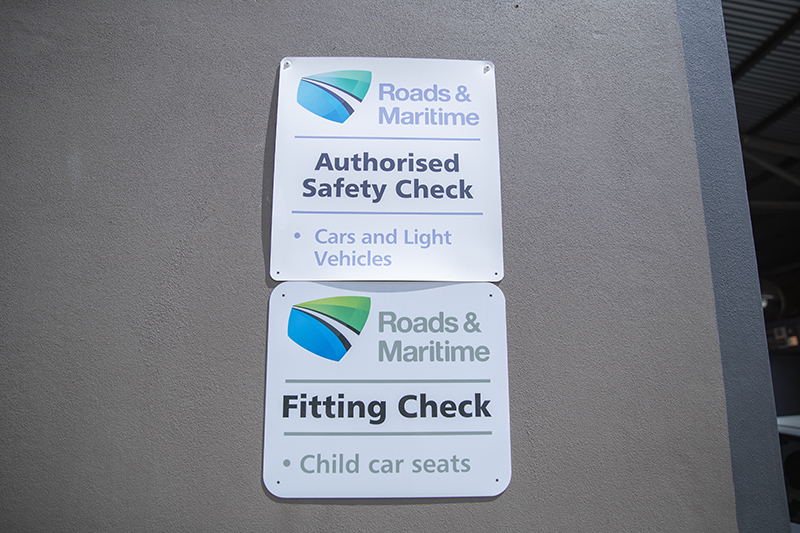 Roads &
Maritime
Authorised
Safety Check
• Cars and Light
Vehicles
Roads &
Maritime
Fitting Check
• Child car seats